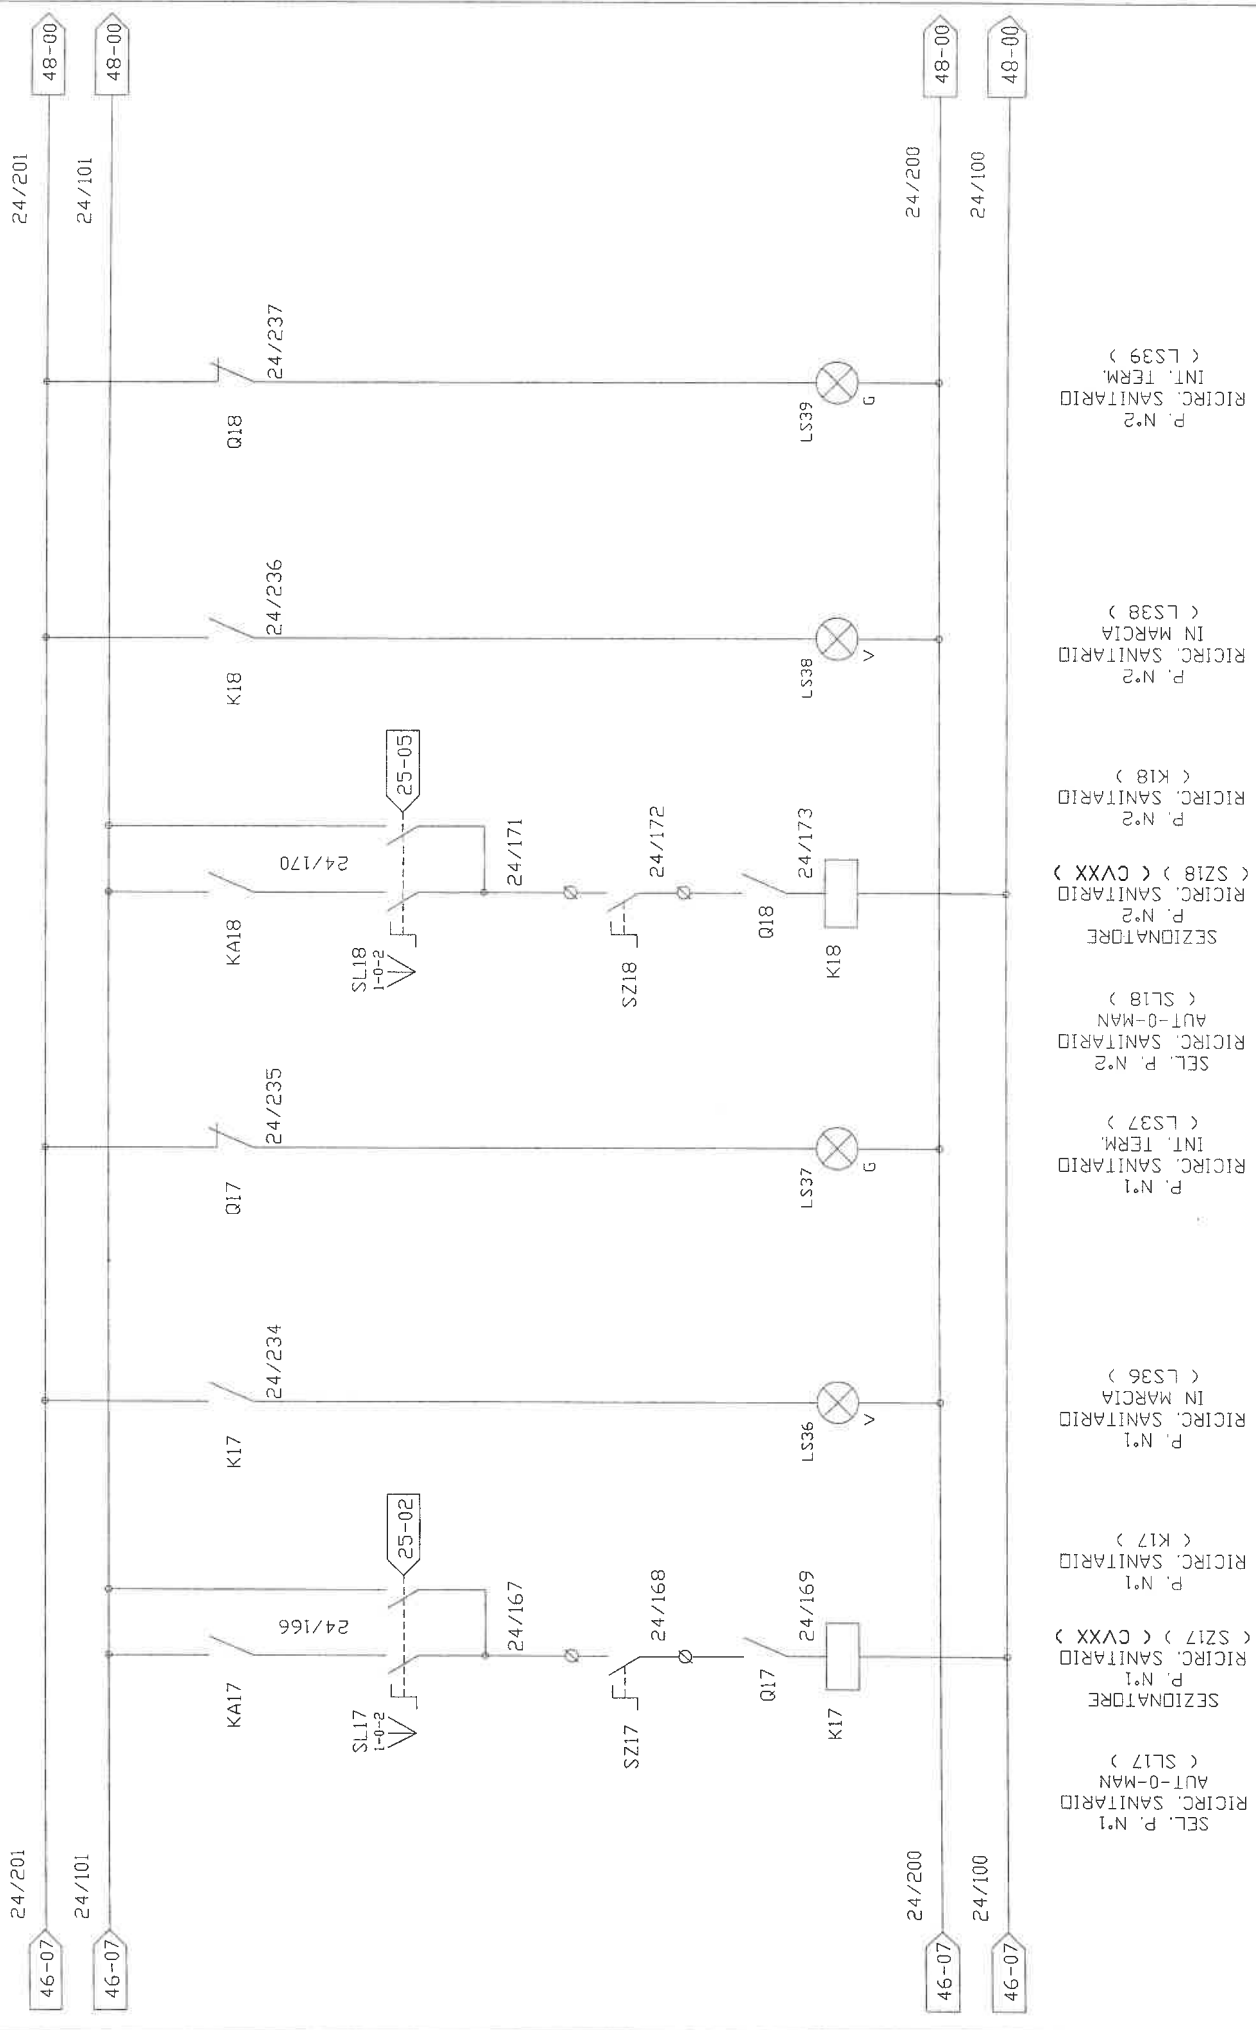 46-07
24/201
24/201
48-00
46-07
24/101
24/101
48-00
KA17
24/166
SL17
1-0-2
25-02
24/167
SZ17
24/168
Q17
24/169
K17
K17
24/234
LS36
V
Q17
24/235
LS37
G
KA18
24/170
SL18
1-0-2
25-05
24/171
SZ18
24/172
Q18
24/173
K18
K18
24/236
LS38
V
Q18
24/237
LS39
G
46-07
24/200
24/200
48-00
46-07
24/100
24/100
48-00
SEL. P. N°1
RICIRC. SANITARIO
AUT-0-MAN
( SL17 )
SEZIONATORE
P. N°1
RICIRC. SANITARIO
( SZ17 ) ( CVXX )
P. N°1
RICIRC. SANITARIO
( K17 )
P. N°1
RICIRC. SANITARIO
IN MARCIA
( LS36 )
P. N°1
RICIRC. SANITARIO
INT. TERM.
( LS37 )
SEL. P. N°2
RICIRC. SANITARIO
AUT-0-MAN
( SL18 )
SEZIONATORE
P. N°2
RICIRC. SANITARIO
( SZ18 ) ( CVXX )
P. N°2
RICIRC. SANITARIO
( K18 )
P. N°2
RICIRC. SANITARIO
IN MARCIA
( LS38 )
P. N°2
RICIRC. SANITARIO
INT. TERM.
( LS39 )